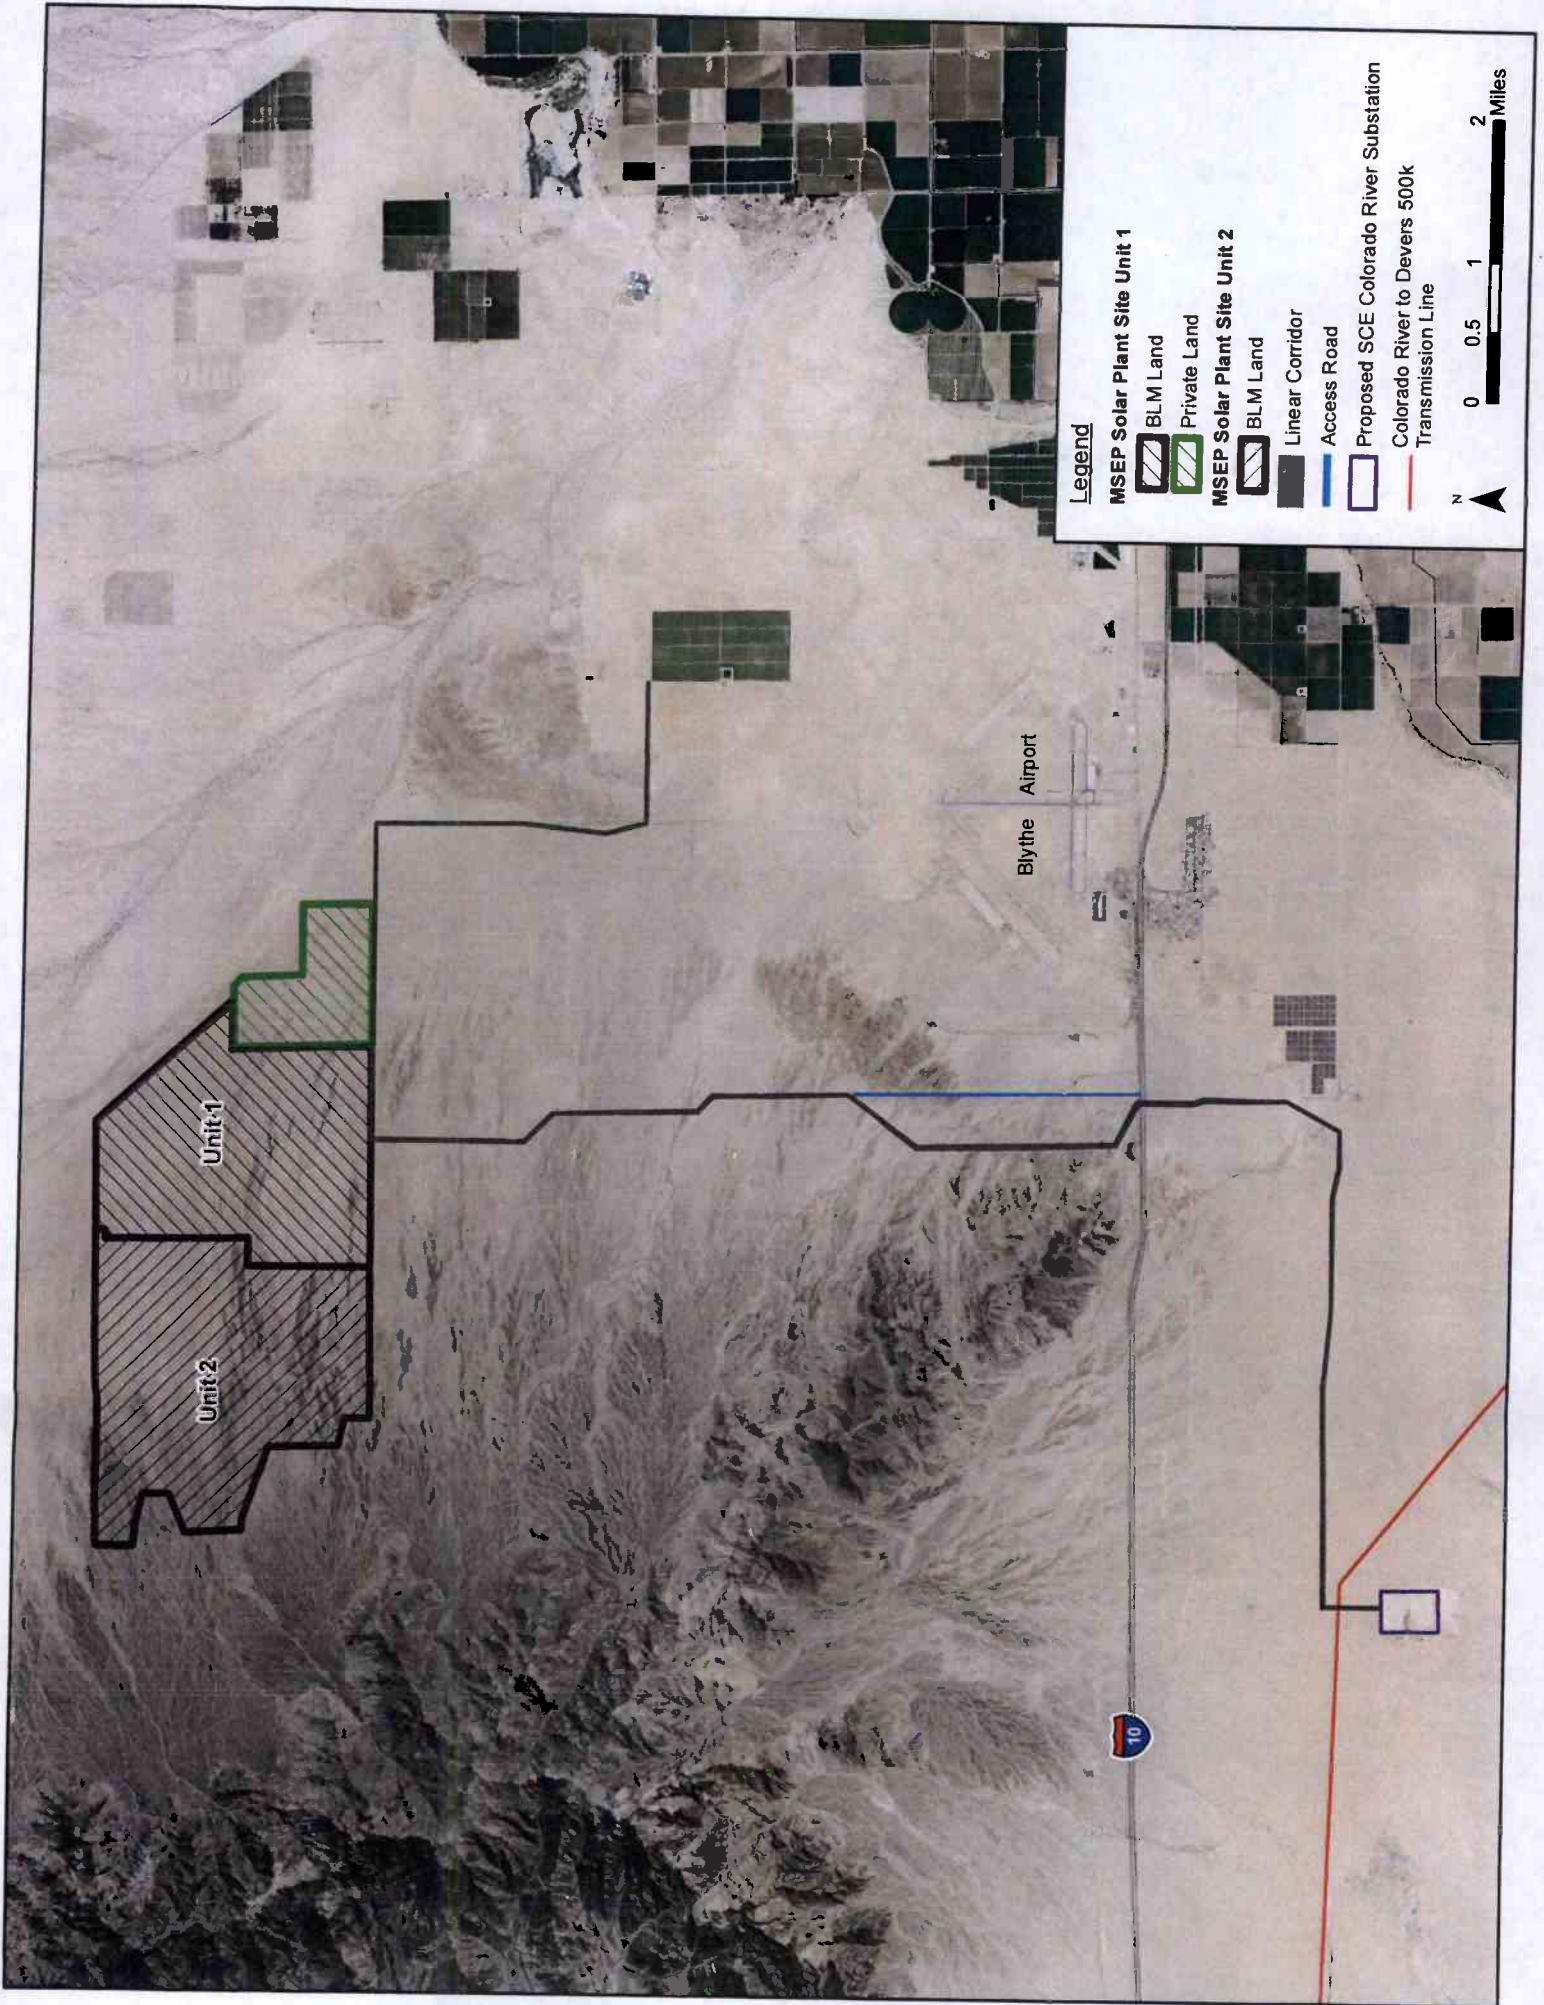 Unit 2
Unit 1
Blythe Airport
10
Legend
MSEP Solar Plant Site Unit 1
BLM Land
Private Land
MSEP Solar Plant Site Unit 2
BLM Land
Linear Corridor
Access Road
Proposed SCE Colorado River Substation
Colorado River to Devers 500k
Transmission Line
N
0 0.5 1 2
Miles